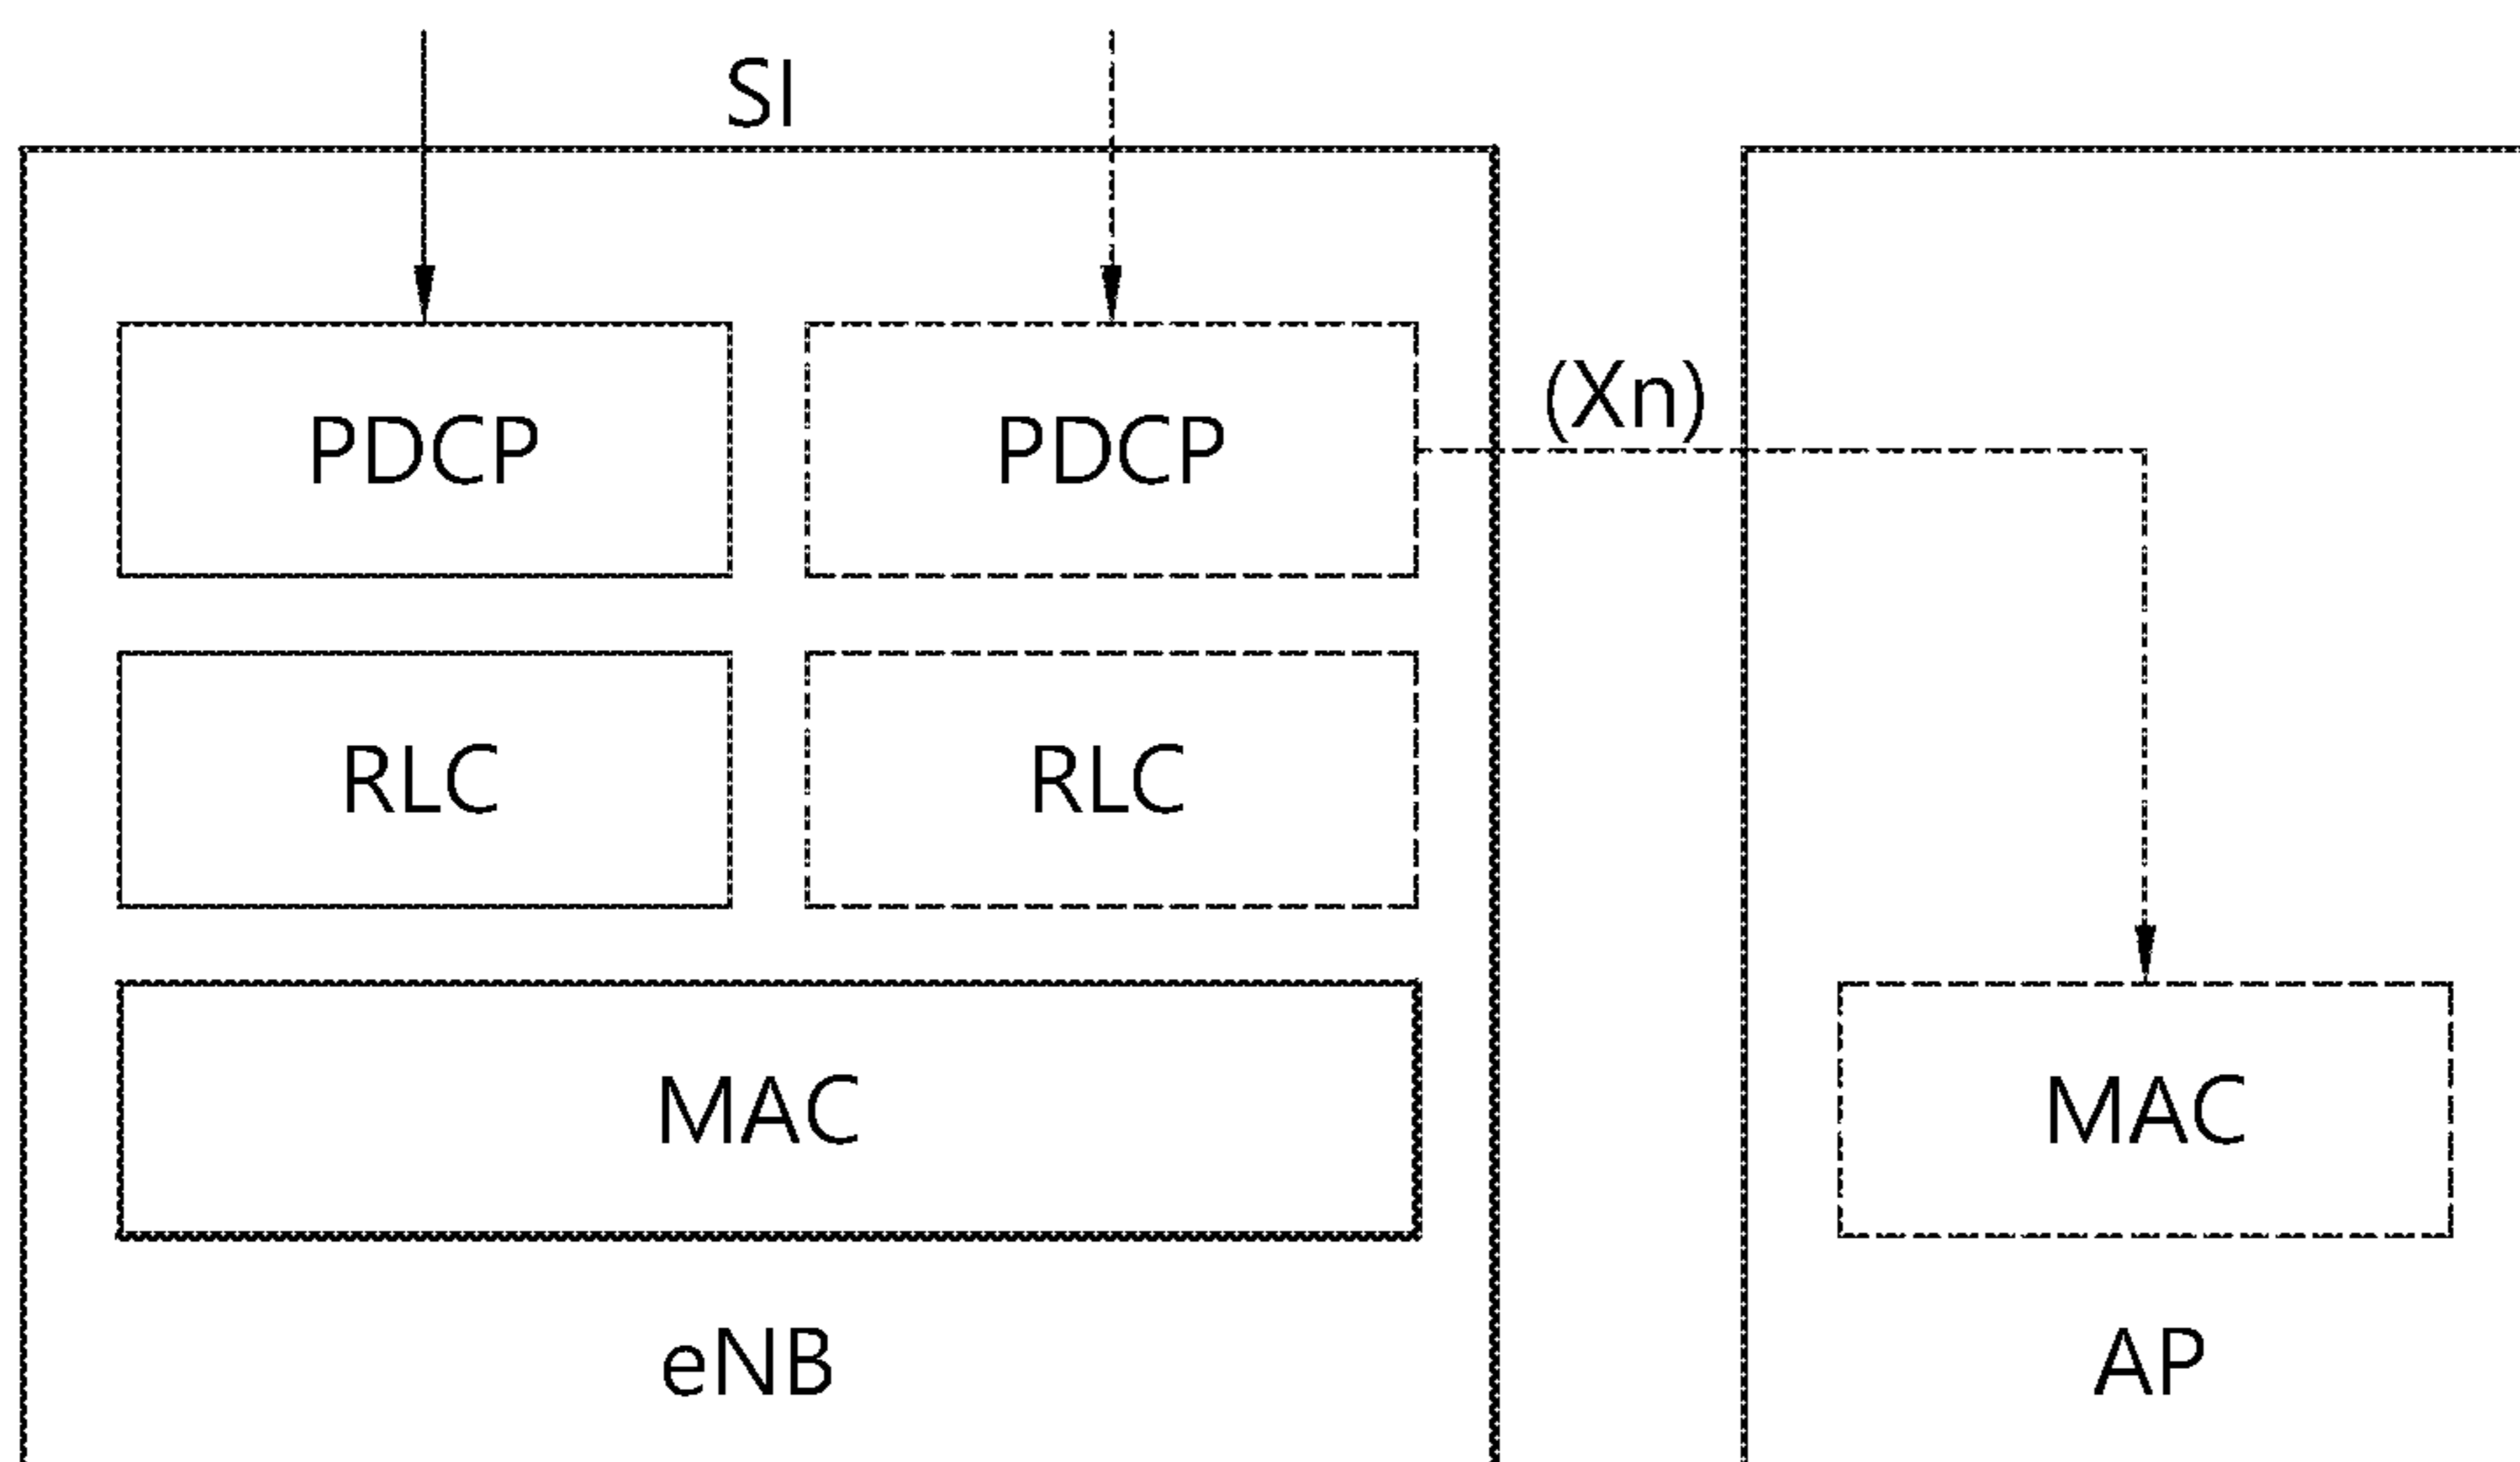 SI
(Xn)
PDCP
PDCP
RLC
RLC
MAC
MAC
eNB
AP